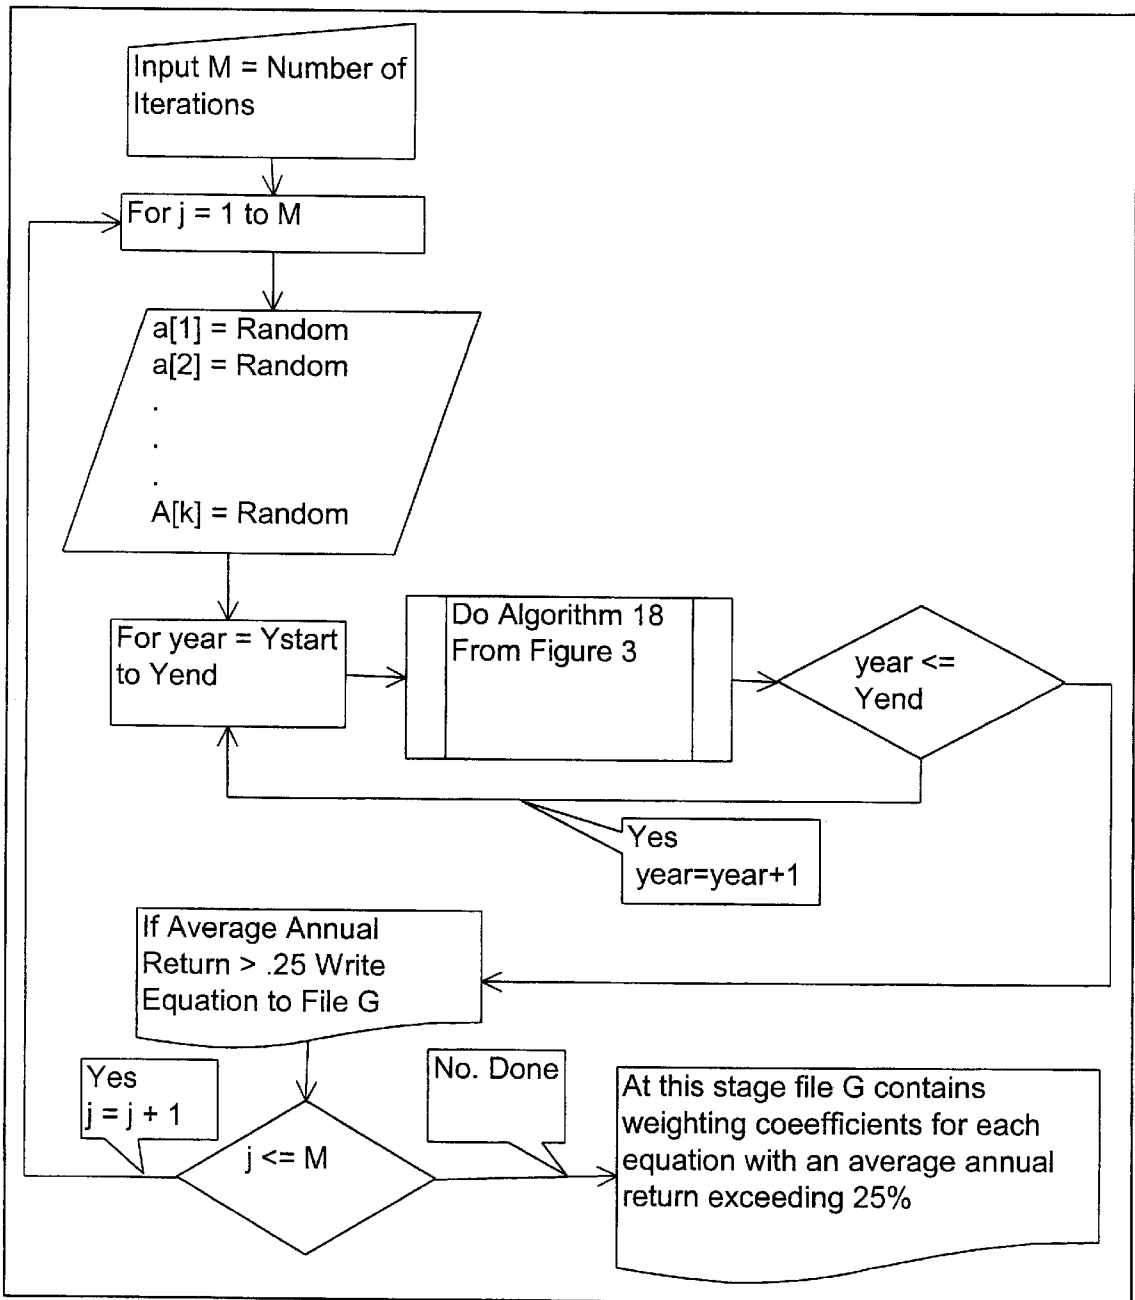 Input M = Number of
Iterations
For j = 1 to M
a[1] = Random
a[2] = Random
.
.
.
A[k] = Random
For year = Ystart
to Yend
Do Algorithm 18
From Figure 3
year <=
Yend
Yes
year=year+1
If Average Annual
Return > .25 Write
Equation to File G
Yes
j = j + 1
j <= M
No. Done
At this stage file G contains
weighting coeefficients for each
equation with an average annual
return exceeding 25%